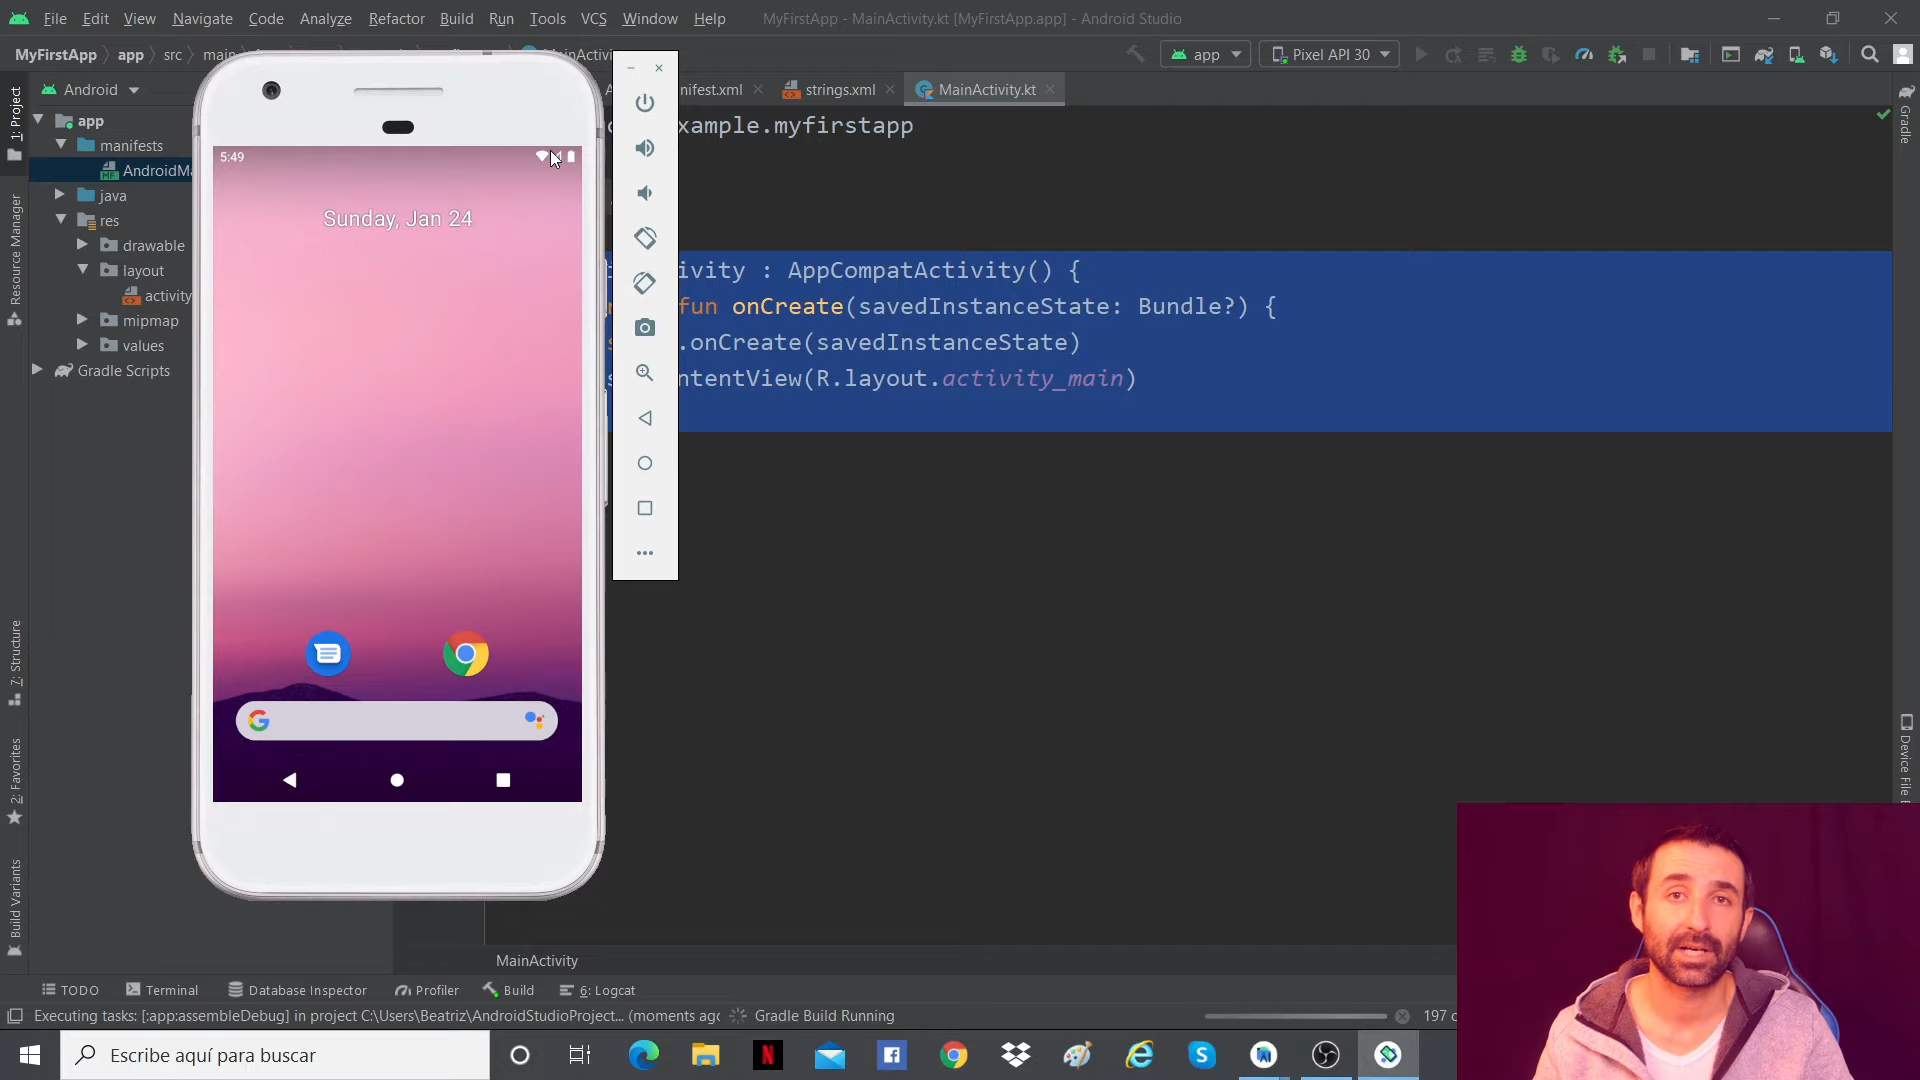 File Edit View Navigate Code Analyze Refactor Build Run Tools VCS Window Help MyFirstApp - MainActivity.kt [MyFirstApp.app] - Android Studio
MyFirstApp app src main
app Pixel API 30
Android
strings.xml MainActivity.kt
1: Project
Resource Manager
7: Structure
2: Favorites
Build Variants
app
manifests
java
res
drawable
layout
activity
mipmap
values
Gradle Scripts
5:49
Sunday, Jan 24
xample.myfirstapp
ivity : AppCompatActivity() {
fun onCreate(savedInstanceState: Bundle?) {
.onCreate(savedInstanceState)
ntentView(R.layout.activity_main)
Gradle
Device File
MainActivity
TODO Terminal Database Inspector Profiler Build 6: Logcat
Executing tasks: [:app:assembleDebug] in project C:\Users\Beatriz\AndroidStudioProject... (moments ago Gradle Build Running 197
Escribe aquí para buscar